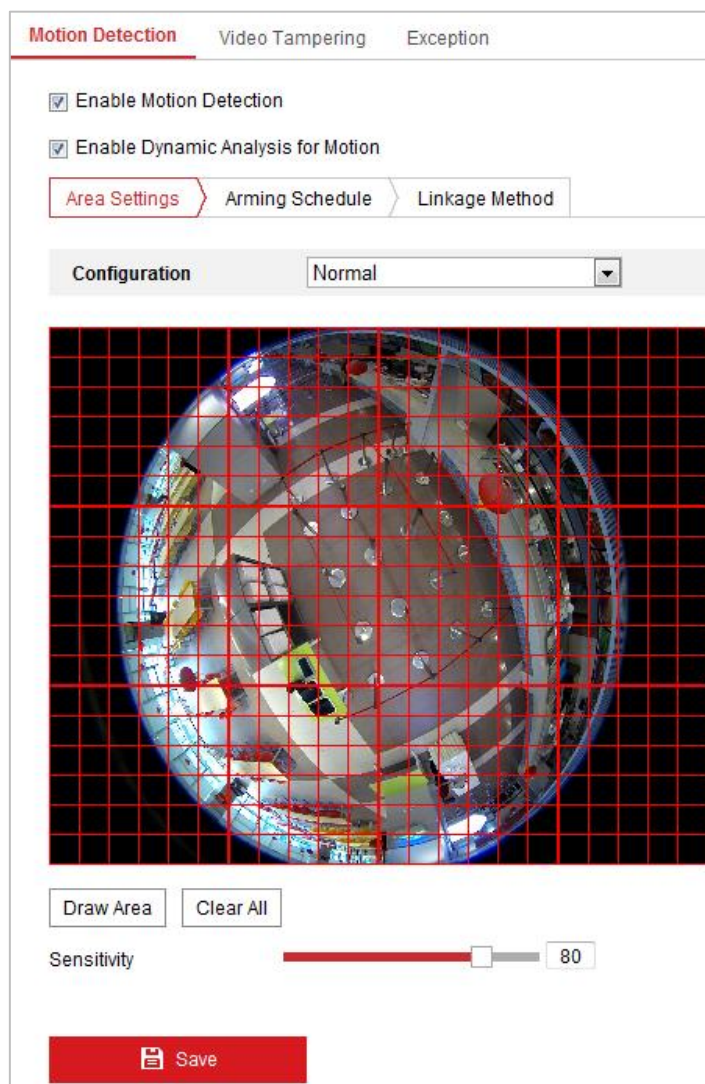 Motion Detection Video Tampering Exception
Enable Motion Detection
Enable Dynamic Analysis for Motion
Area Settings Arming Schedule Linkage Method
Configuration Normal
Draw Area Clear All
Sensitivity 80
Save